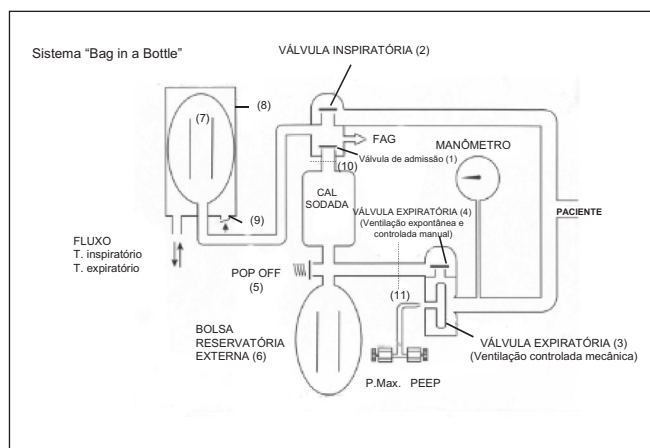 Sistema “Bag in a Bottle”
VÁLVULA INSPIRATÓRIA (2)
(8)
(7)
FAG
MANÔMETRO
Válvula de admissão (1)
(10)
CAL
SODADA
VÁLVULA EXPIRATÓRIA (4)
(Ventilação expontânea e
controlada manual)
PACIENTE
(9)
FLUXO
T. inspiratório
T. expiratório
POP OFF
(5)
(11)
BOLSA
RESERVATÓRIA
EXTERNA (6)
VÁLVULA EXPIRATÓRIA (3)
(Ventilação controlada mecânica)
P.Max. PEEP